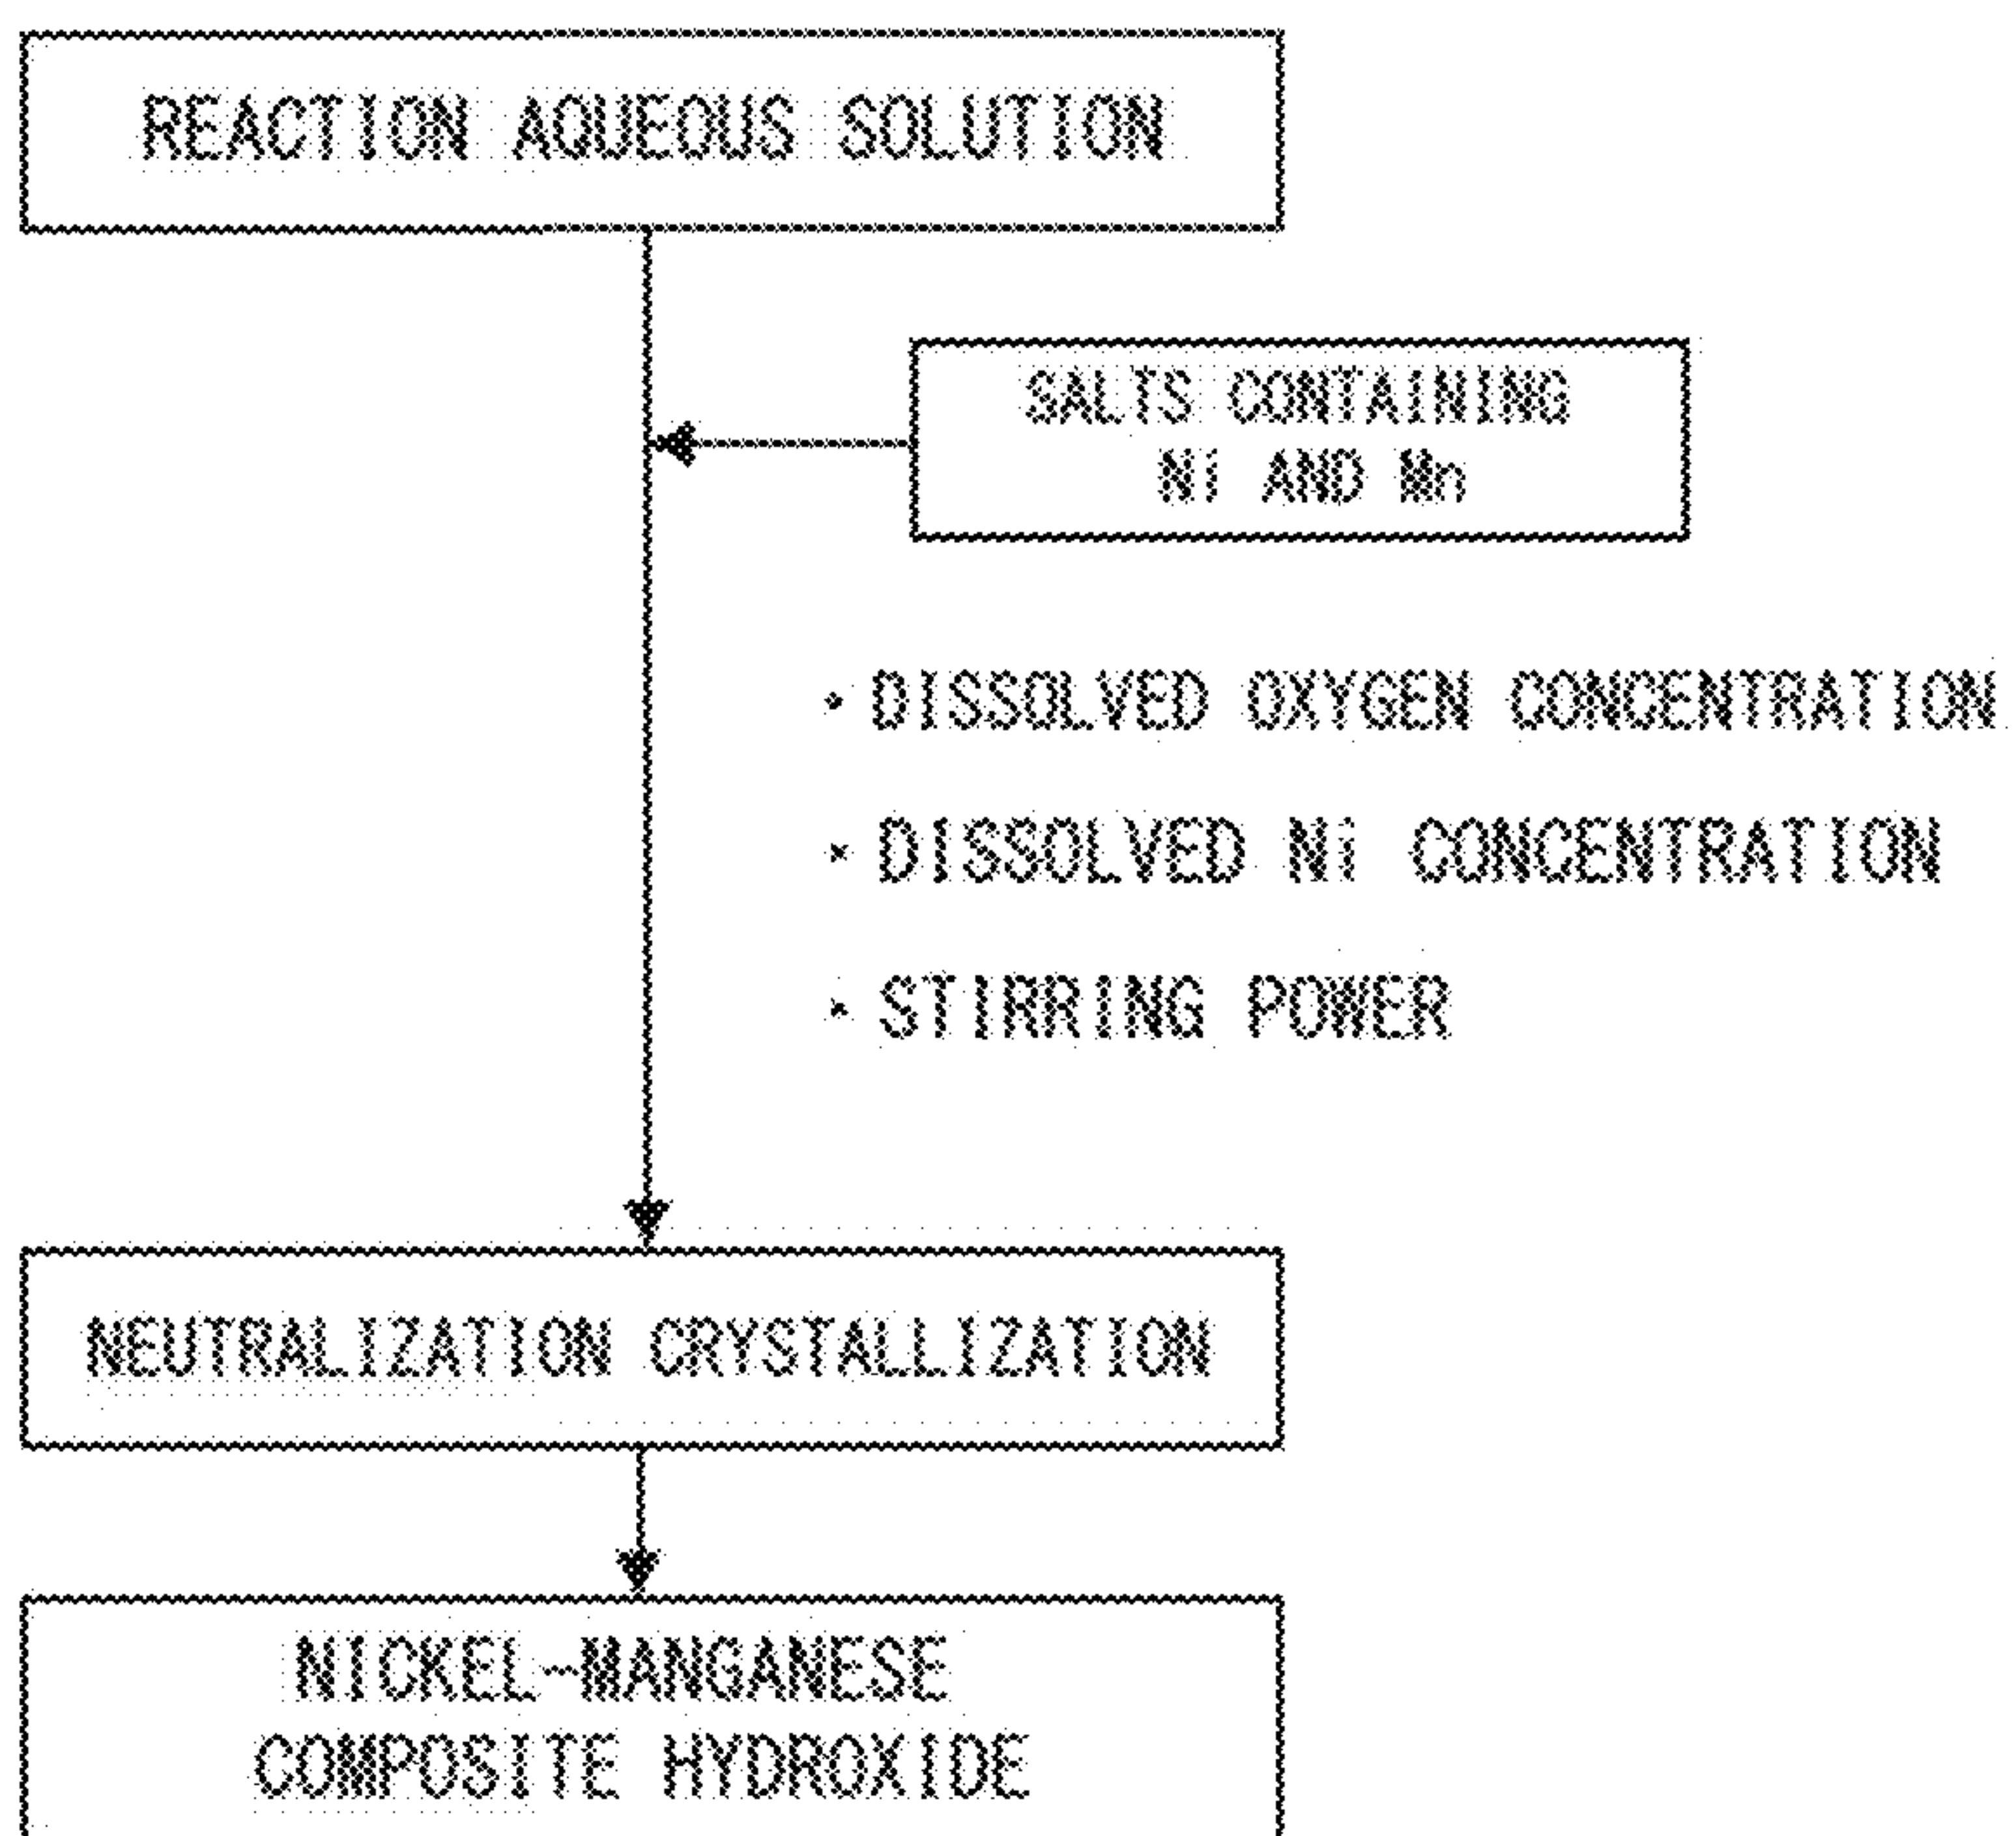 REACTION AQUEOUS SOLUTION
SALTS CONTAINING
Ni AND Mn
・DISSOLVED OXYGEN CONCENTRATION
・DISSOLVED Ni CONCENTRATION
・STIRRING POWER
NEUTRALIZATION CRYSTALLIZATION
NICKEL-MANGANESE
COMPOSITE HYDROXIDE